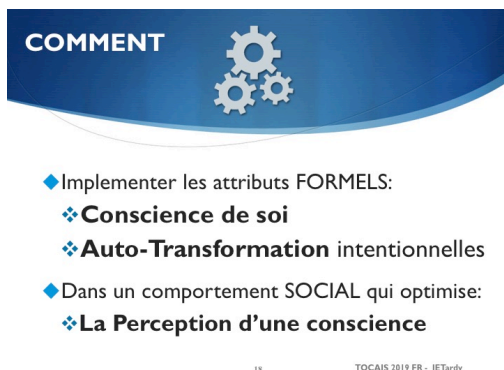 COMMENT
Implementer les attributs FORMELS:
Conscience de soi
Auto-Transformation intentionnelles
Dans un comportement SOCIAL qui optimise:
La Perception d'une conscience
TOCAIS 2019 FR - JETardy